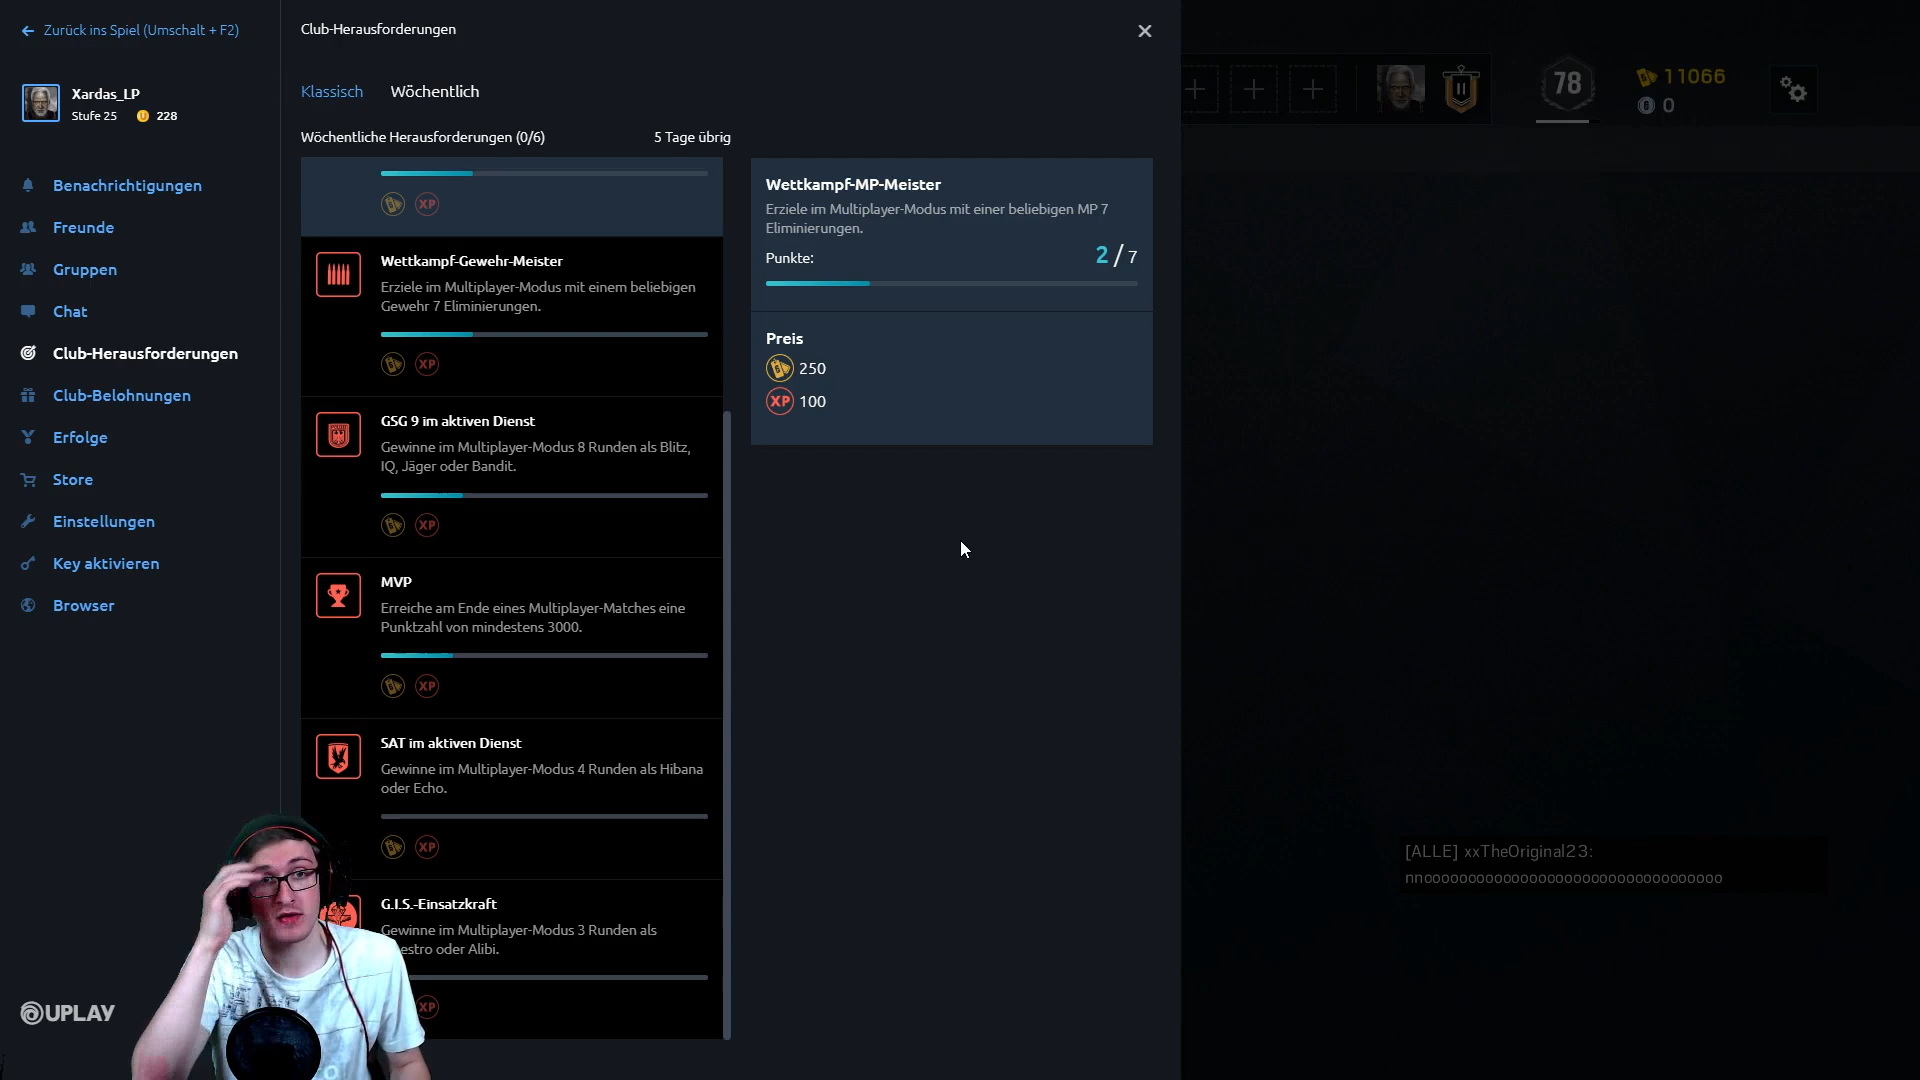 Zurück ins Spiel (Umschalt + F2)
Xardas_LP
Stufe 25 228
Benachrichtigungen
Freunde
Gruppen
Chat
Club-Herausforderungen
Club-Belohnungen
Erfolge
Store
Einstellungen
Key aktivieren
Browser
UPLAY
Club-Herausforderungen
Klassisch Wöchentlich
Wöchentliche Herausforderungen (0/6) 5 Tage übrig
XP
Wettkampf-Gewehr-Meister
Erziele im Multiplayer-Modus mit einem beliebigen
Gewehr 7 Eliminierungen.
XP
GSG 9 im aktiven Dienst
Gewinne im Multiplayer-Modus 8 Runden als Blitz,
IQ, Jäger oder Bandit.
XP
MVP
Erreiche am Ende eines Multiplayer-Matches eine
Punktzahl von mindestens 3000.
XP
SAT im aktiven Dienst
Gewinne im Multiplayer-Modus 4 Runden als Hibana
oder Echo.
XP
G.I.S.-Einsatzkraft
Gewinne im Multiplayer-Modus 3 Runden als
estro oder Alibi.
XP
Wettkampf-MP-Meister
Erziele im Multiplayer-Modus mit einer beliebigen MP 7
Eliminierungen.
Punkte: 2 / 7
Preis
250
XP 100
78
11066
0
[ALLE] xxTheOriginal23:
nnooooooooooooooooooooooooooooooooo